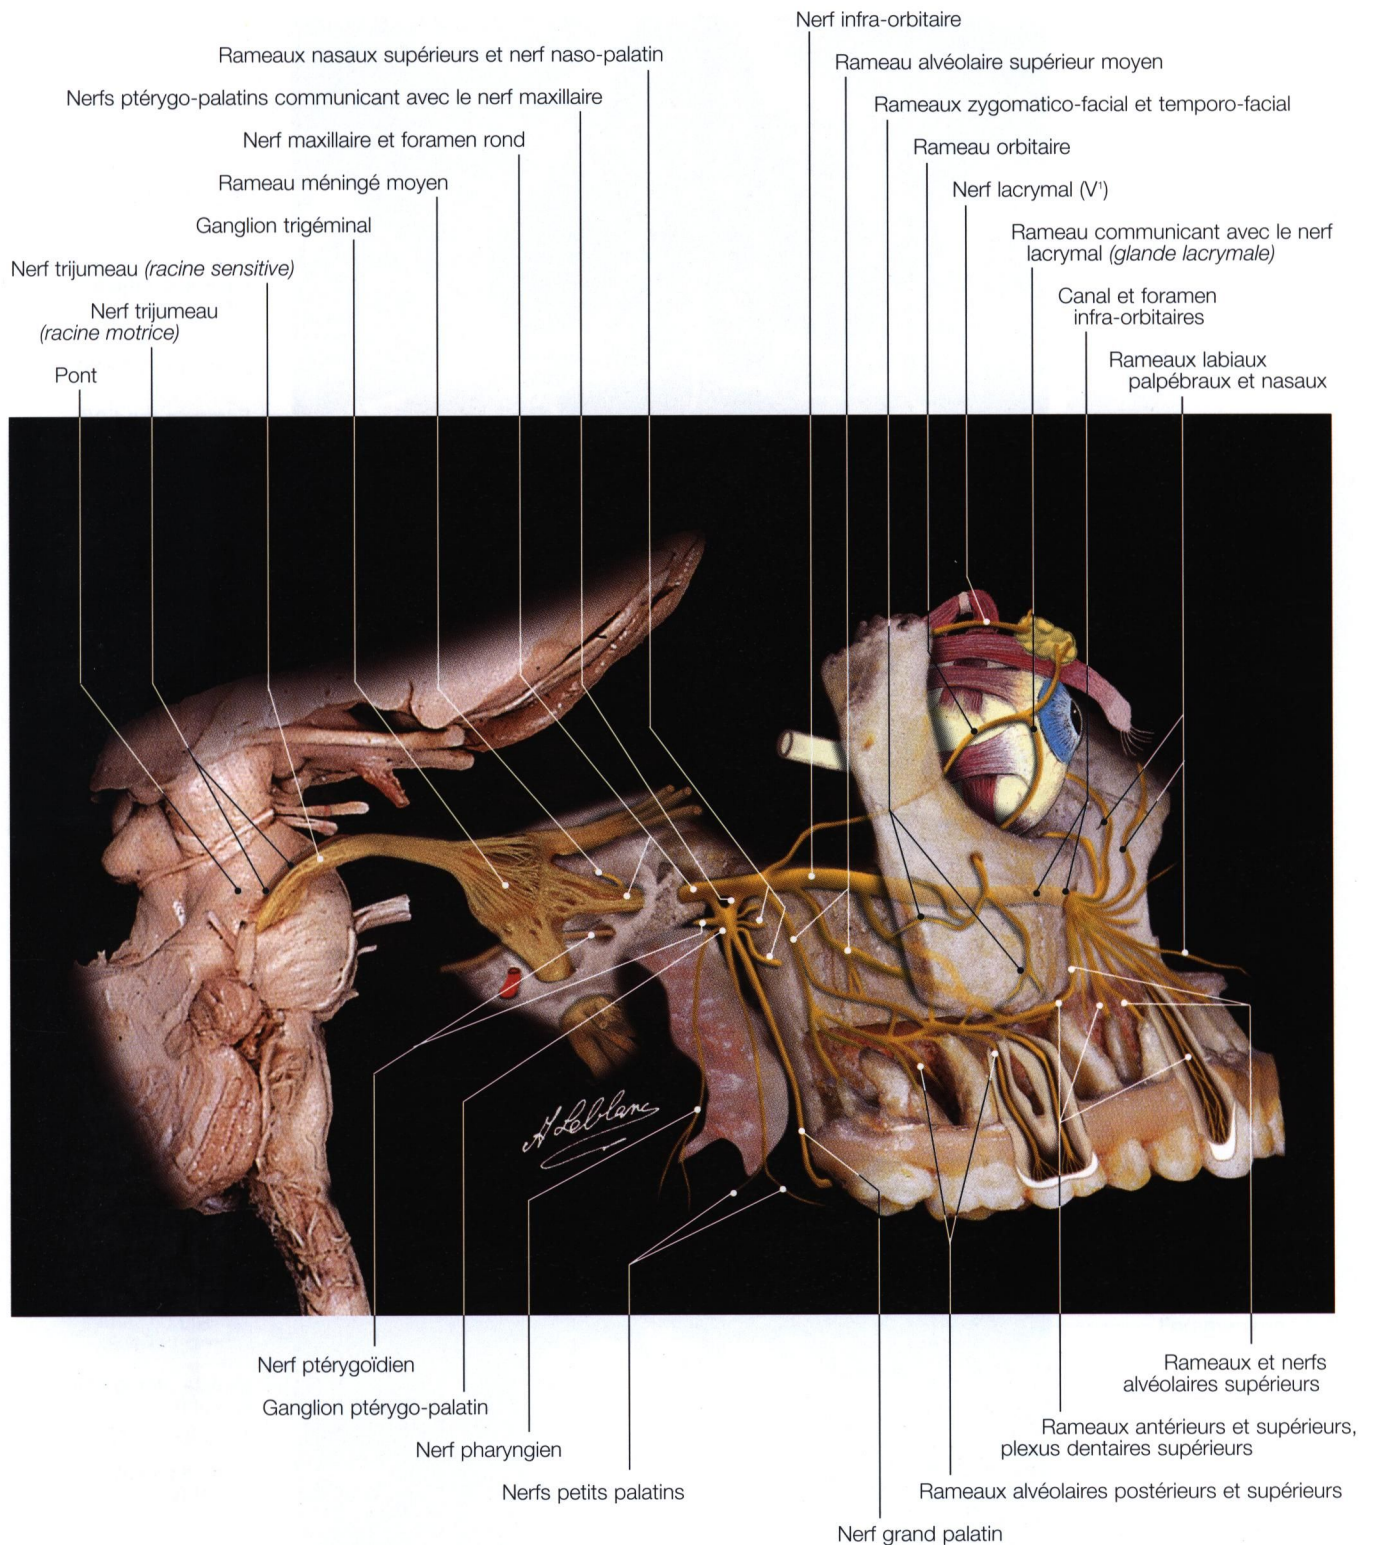 Nerf infra-orbitaire
Rameaux nasaux supérieurs et nerf naso-palatin
Rameau alvéolaire supérieur moyen
Nerfs ptérygo-palatins communicant avec le nerf maxillaire
Rameaux zygomatico-facial et temporo-facial
Nerf maxillaire et foramen rond
Rameau orbitaire
Rameau méningé moyen
Nerf lacrymal (V¹)
Ganglion trigéminal
Rameau communicant avec le nerf
lacrymal (glande lacrymale)
Nerf trijumeau (racine sensitive)
Canal et foramen
infra-orbitaires
Nerf trijumeau
(racine motrice)
Rameaux labiaux
palpébraux et nasaux
Pont
A Leblanc
Nerf ptérygoïdien
Rameaux et nerfs
alvéolaires supérieurs
Ganglion ptérygo-palatin
Rameaux antérieurs et supérieurs,
plexus dentaires supérieurs
Nerf pharyngien
Nerfs petits palatins
Rameaux alvéolaires postérieurs et supérieurs
Nerf grand palatin